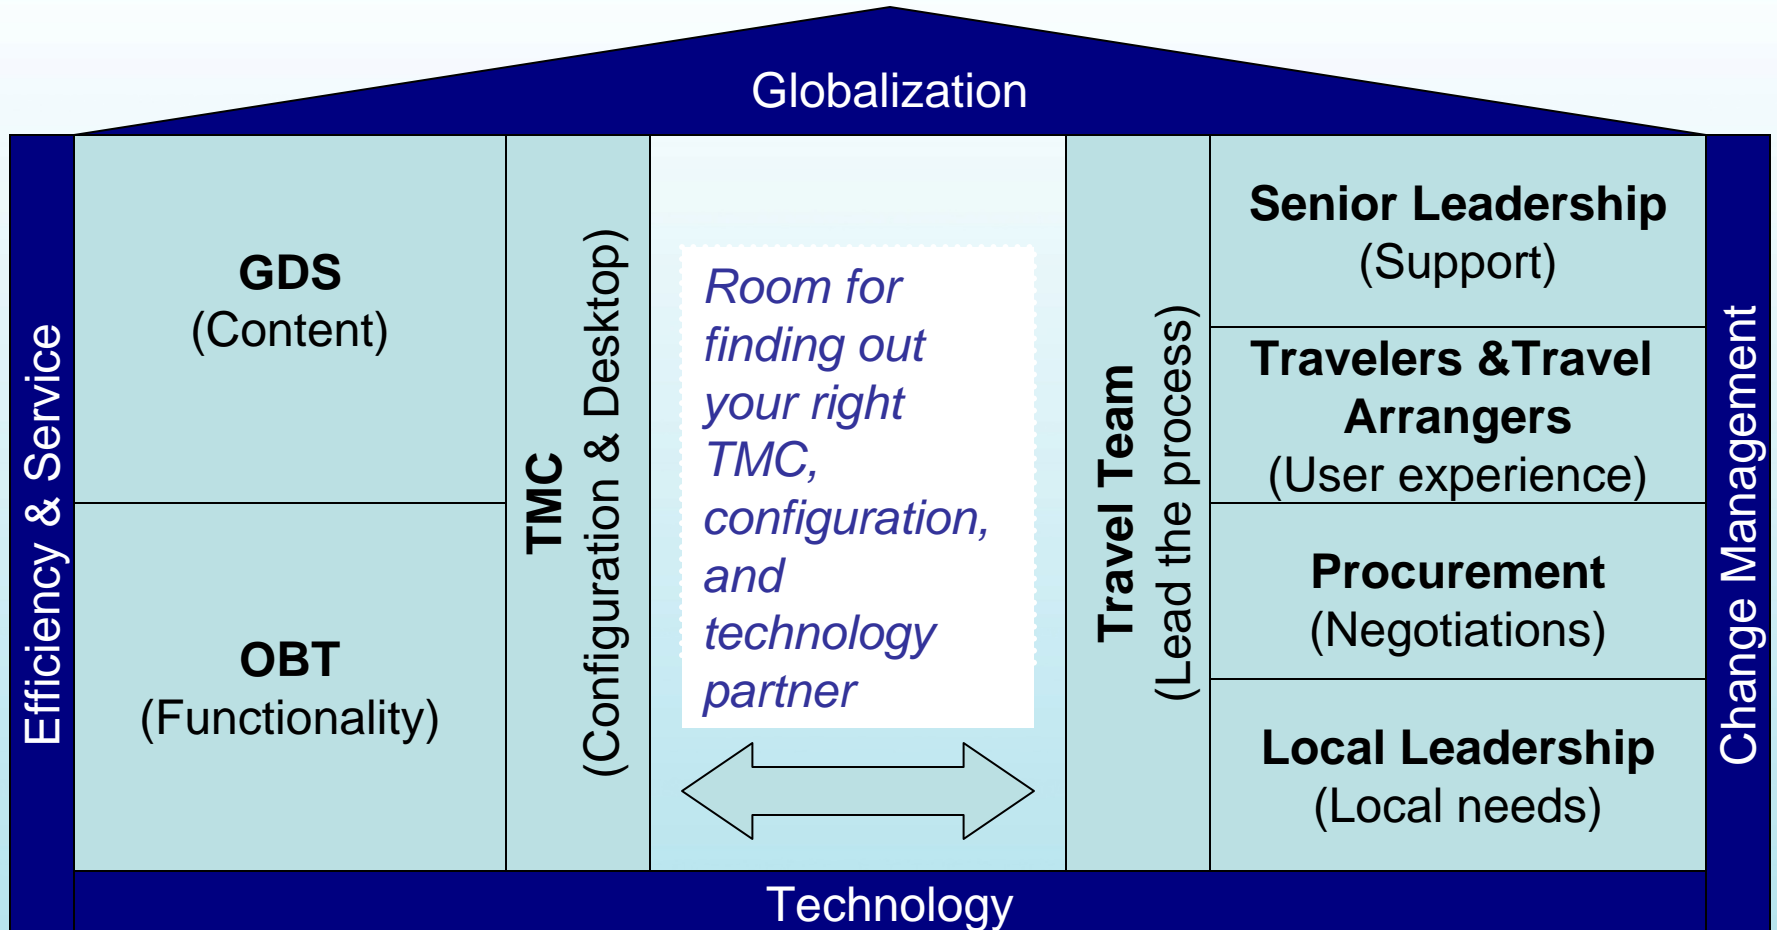 Globalization
Efficiency & Service
GDS
(Content)
OBT
(Functionality)
TMC
(Configuration & Desktop)
Room for
finding out
your right
TMC,
configuration,
and
technology
partner
Travel Team
(Lead the process)
Senior Leadership
(Support)
Travelers &Travel
Arrangers
(User experience)
Procurement
(Negotiations)
Local Leadership
(Local needs)
Change Management
Technology